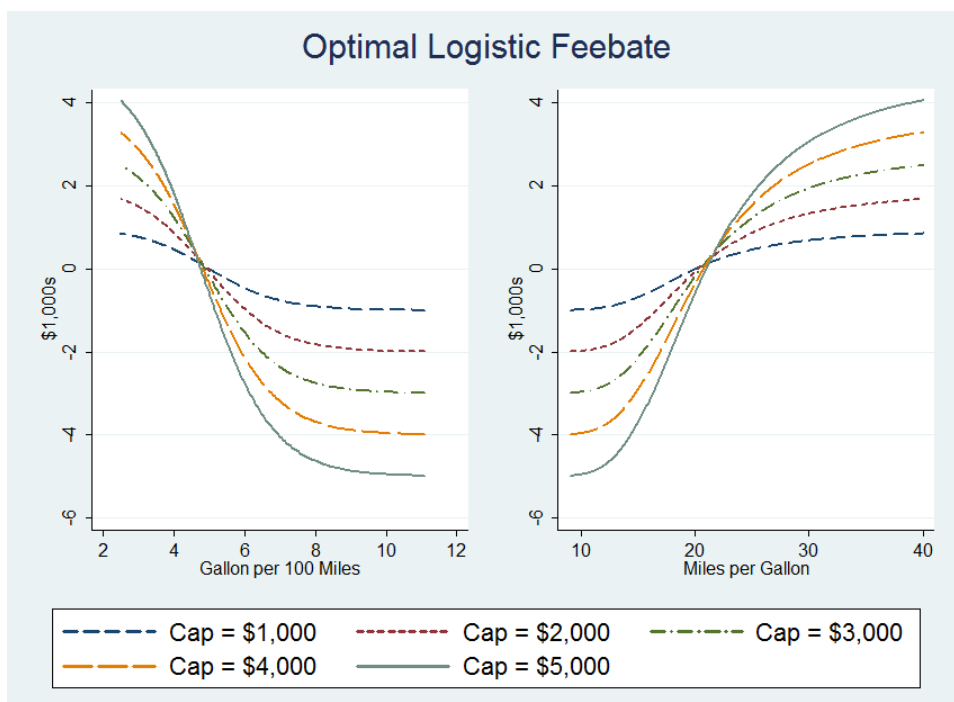 Optimal Logistic Feebate
$1,000s
4
2
0
-2
-4
-6
2 4 6 8 10 12
Gallon per 100 Miles
$1,000s
4
2
0
-2
-4
-6
10 20 30 40
Miles per Gallon
Cap = $1,000 Cap = $2,000 Cap = $3,000
Cap = $4,000 Cap = $5,000